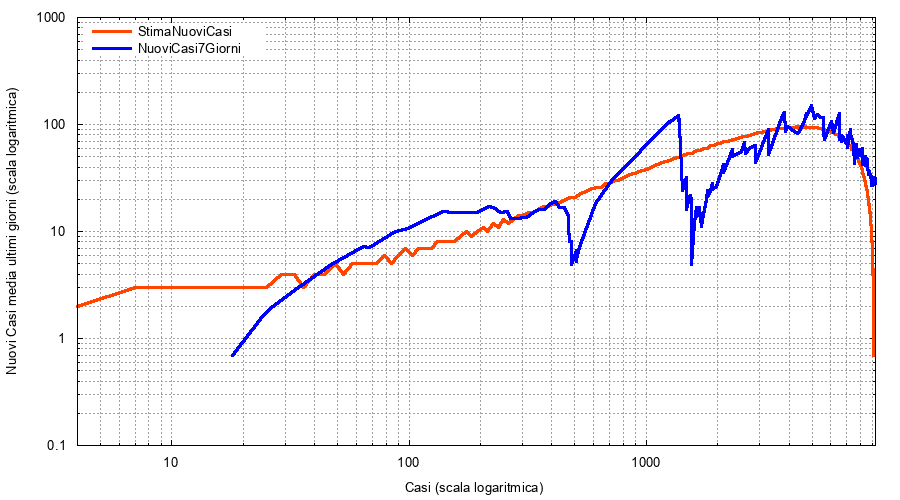 1000
StimaNuoviCasi
NuoviCasi7Giorni
100
10
1
0.1
Nuovi Casi media ultimi giorni (scala logaritmica)
10 100 1000
Casi (scala logaritmica)